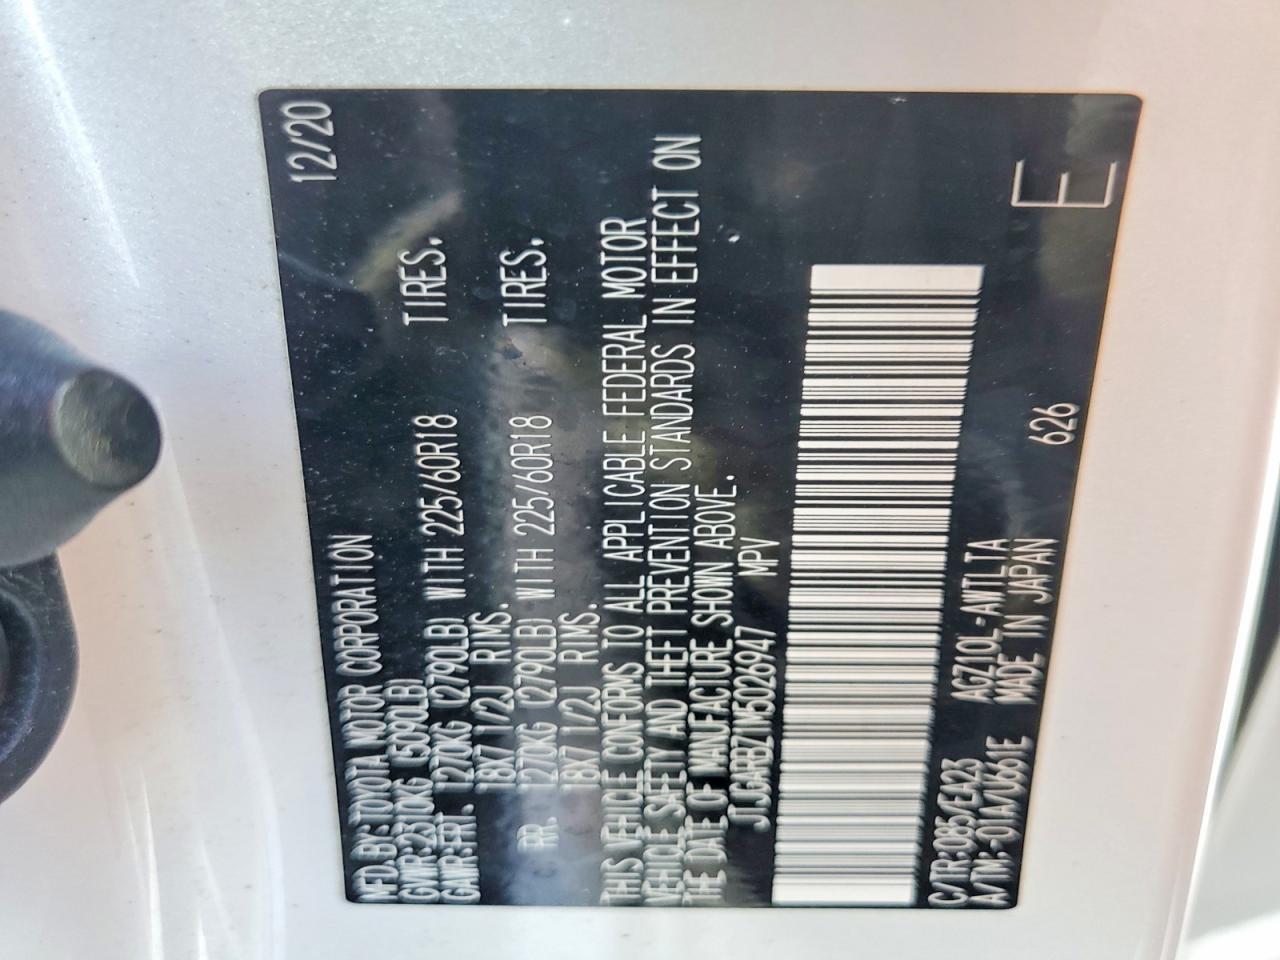 12/20
MFD.BY:TOYOTA MOTOR CORPORATION
GVWR:2310KG (5090LB)
GAWR:FRT. 1270KG (2790LB) WITH 225/60R18 TIRES.
18X7 1/2J RIMS.
RR. 1270KG (2790LB) WITH 225/60R18 TIRES.
18X7 1/2J RIMS.
THIS VEHICLE CONFORMS TO ALL APPLICABLE FEDERAL MOTOR
VEHICLE SAFETY AND THEFT PREVENTION STANDARDS IN EFFECT ON
THE DATE OF MANUFACTURE SHOWN ABOVE.
MPV
C/TR:085/EA23 AGZ10L-AWTLTA
A/TM:-01A/U661E MADE IN JAPAN 626 E